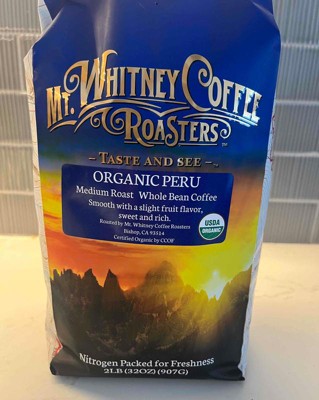 MT. WHITNEY COFFEE
ROASTERS™
– TASTE AND SEE –
ORGANIC PERU
Medium Roast Whole Bean Coffee
Smooth with a slight fruit flavor,
sweet and rich.
Roasted by Mt. Whitney Coffee Roasters
Bishop, CA 93514
Certified Organic by CCOF
USDA
ORGANIC
Nitrogen Packed for Freshness
2LB (32OZ) (907G)